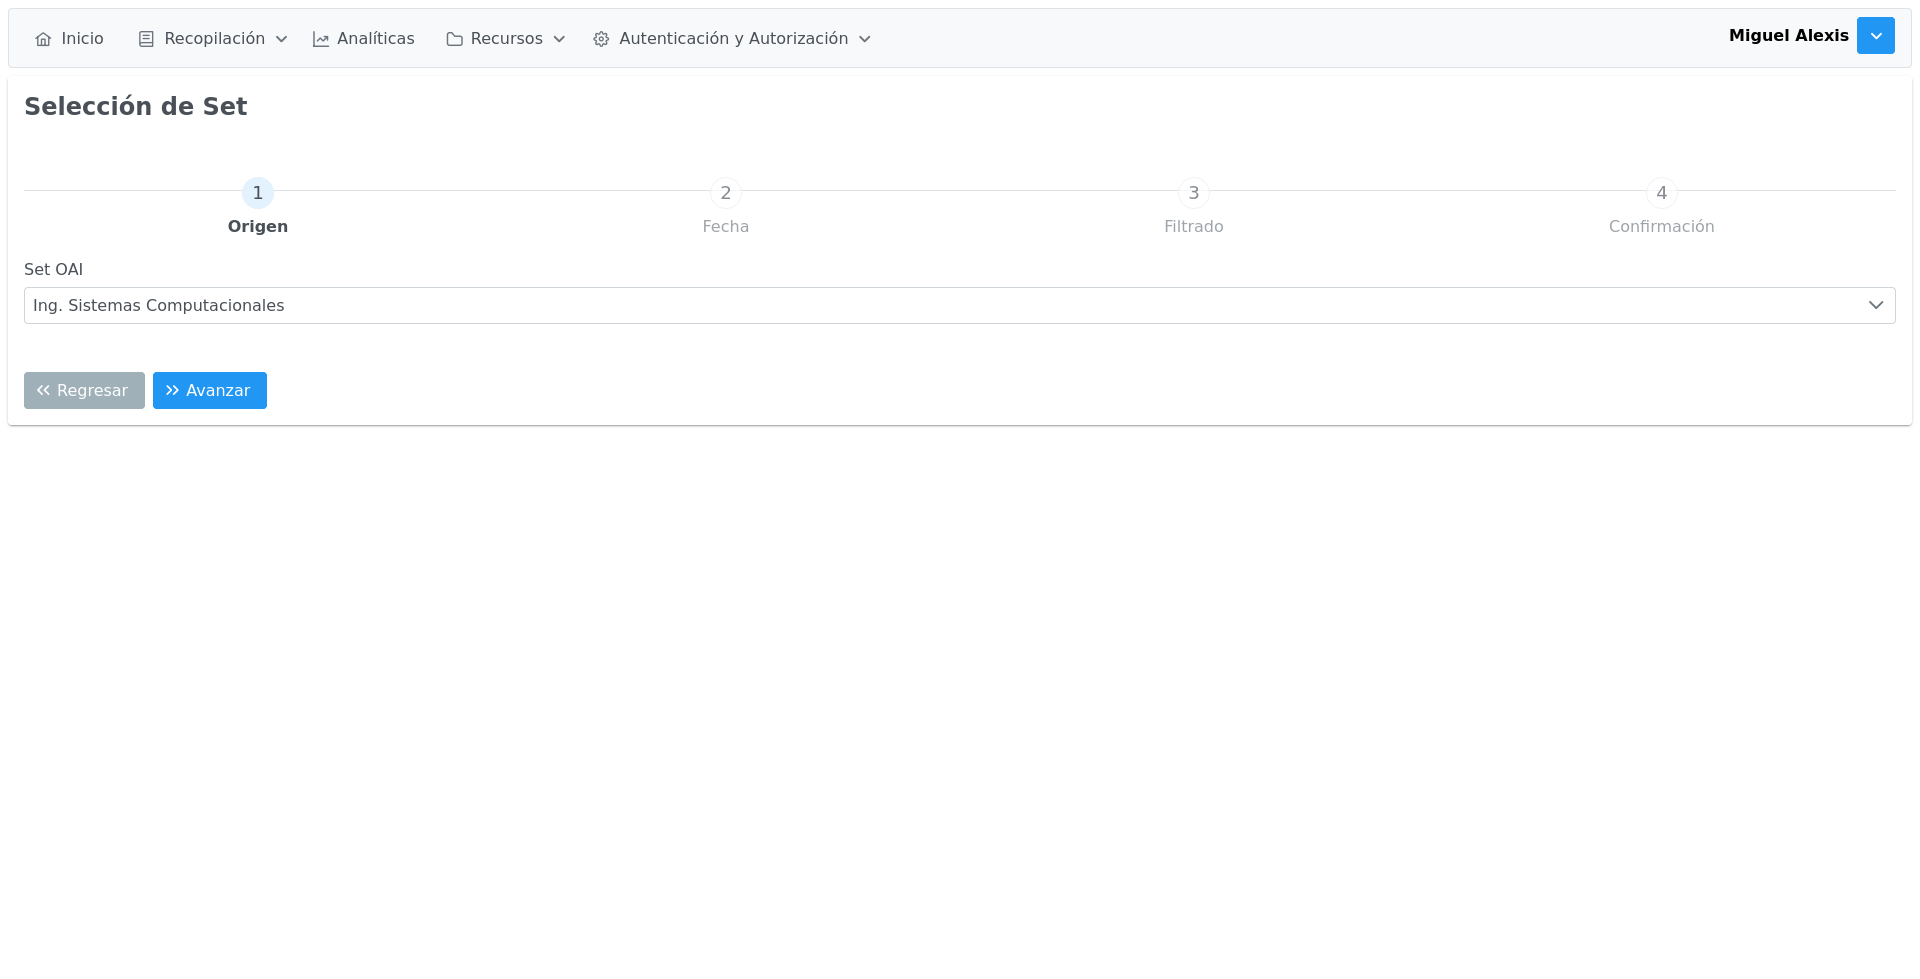 Inicio Recopilación Analíticas Recursos Autenticación y Autorización Miguel Alexis
Selección de Set
1 2 3 4
Origen Fecha Filtrado Confirmación
Set OAI
Ing. Sistemas Computacionales
Regresar Avanzar